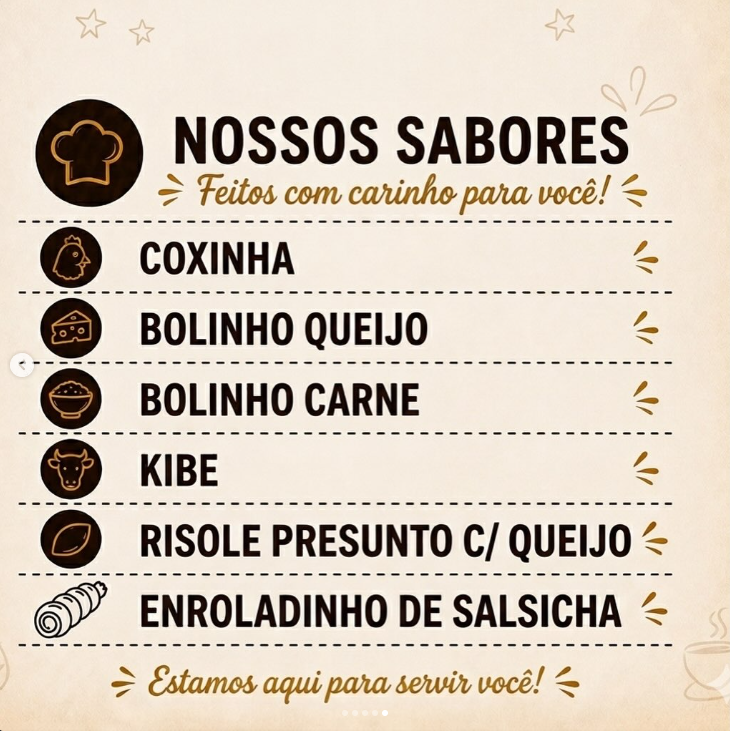 NOSSOS SABORES
Feitos com carinho para você!
COXINHA
BOLINHO QUEIJO
BOLINHO CARNE
KIBE
RISOLE PRESUNTO C/ QUEIJO
ENROLADINHO DE SALSICHA
Estamos aqui para servir você!